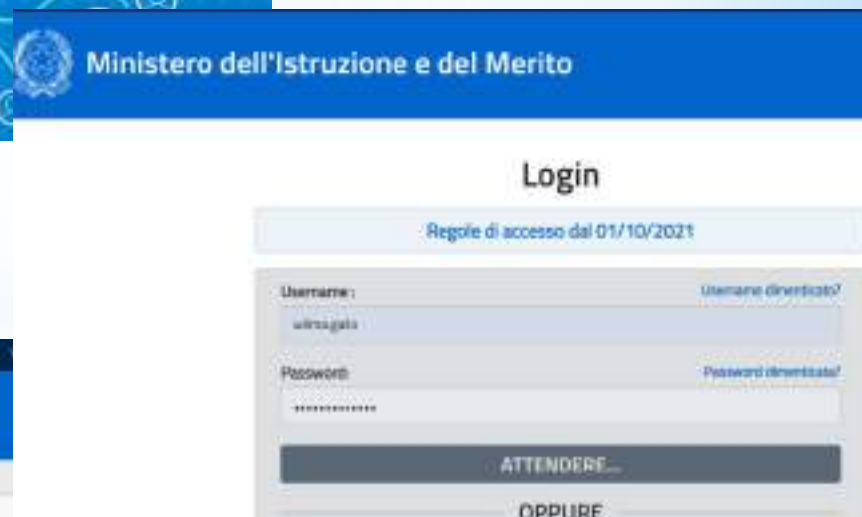 Ministero dell'Istruzione e del Merito
Login
Regole di accesso dal 01/10/2021
Username:
Username dimenticato?
Password:
Password dimenticata?
•••••••••••••
ATTENDERE...
OPPURE